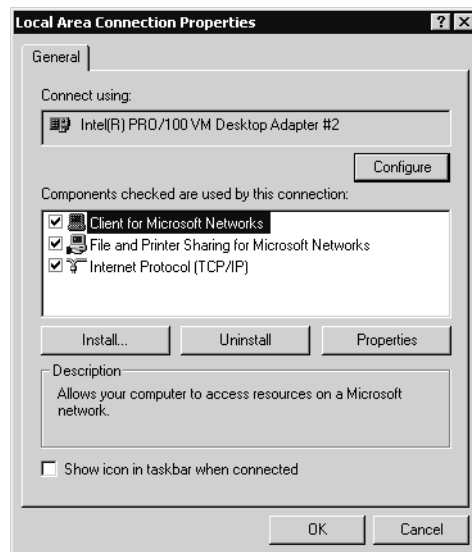 Local Area Connection Properties
General
Connect using:
Intel(R) PRO/100 VM Desktop Adapter #2
Configure
Components checked are used by this connection:
Client for Microsoft Networks
File and Printer Sharing for Microsoft Networks
Internet Protocol (TCP/IP)
Install... Uninstall Properties
Description
Allows your computer to access resources on a Microsoft
network.
Show icon in taskbar when connected
OK Cancel